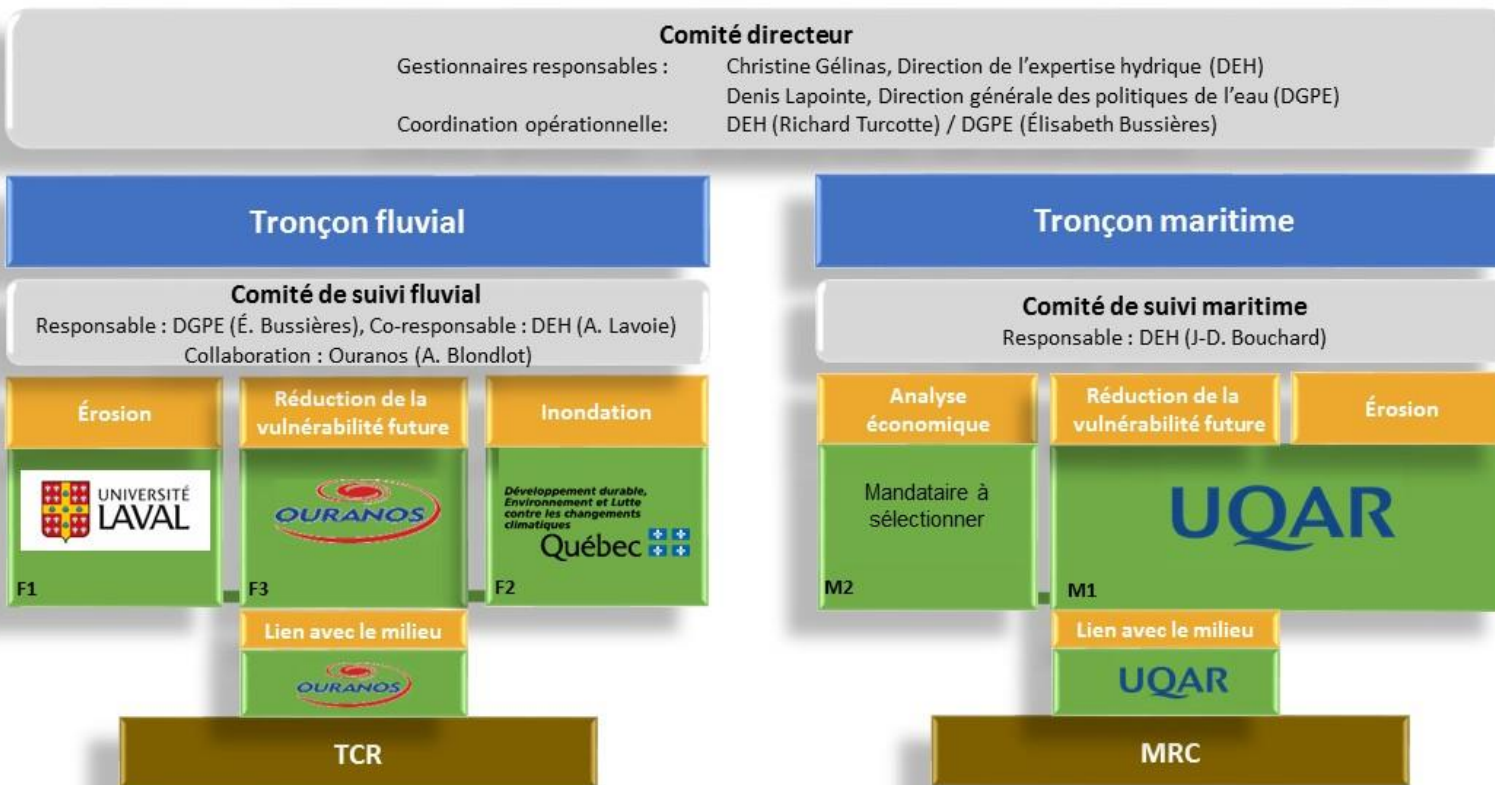 Comité directeur
Gestionnaires responsables : Christine Gélinas, Direction de l'expertise hydrique (DEH)
Denis Lapointe, Direction générale des politiques de l'eau (DGPE)
Coordination opérationnelle: DEH (Richard Turcotte) / DGPE (Élisabeth Bussières)
Tronçon fluvial
Comité de suivi fluvial
Responsable : DGPE (É. Bussières), Co-responsable : DEH (A. Lavoie)
Collaboration : Ouranos (A. Blondlot)
Érosion
UNIVERSITÉ
LAVAL
F1
Réduction de la
vulnérabilité future
OURANOS
F3
Inondation
Développement durable,
Environnement et Lutte
contre les changements
climatiques
Québec
F2
Lien avec le milieu
OURANOS
TCR
Tronçon maritime
Comité de suivi maritime
Responsable : DEH (J-D. Bouchard)
Analyse
économique
Mandataire à
sélectionner
M2
Réduction de la
vulnérabilité future
Érosion
UQAR
M1
Lien avec le milieu
UQAR
MRC